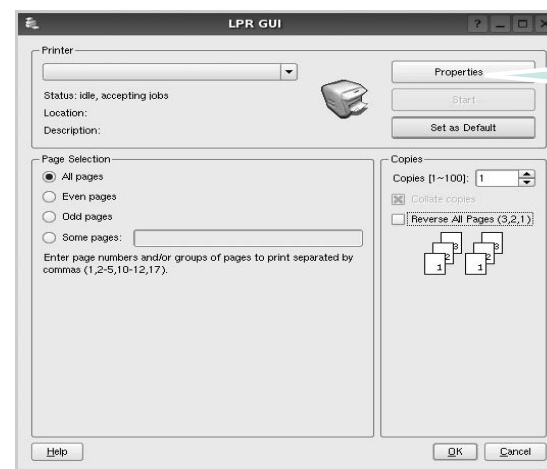 LPR GUI
Printer
Properties
Status: idle, accepting jobs
Start
Location:
Description:
Set as Default
Page Selection
All pages
Even pages
Odd pages
Some pages:
Enter page numbers and/or groups of pages to print separated by
commas (1,2-5,10-12,17).
Copies
Copies [1~100]: 1
Collate copies
Reverse All Pages (3,2,1)
3 3
2 2
1 1
Help
OK
Cancel